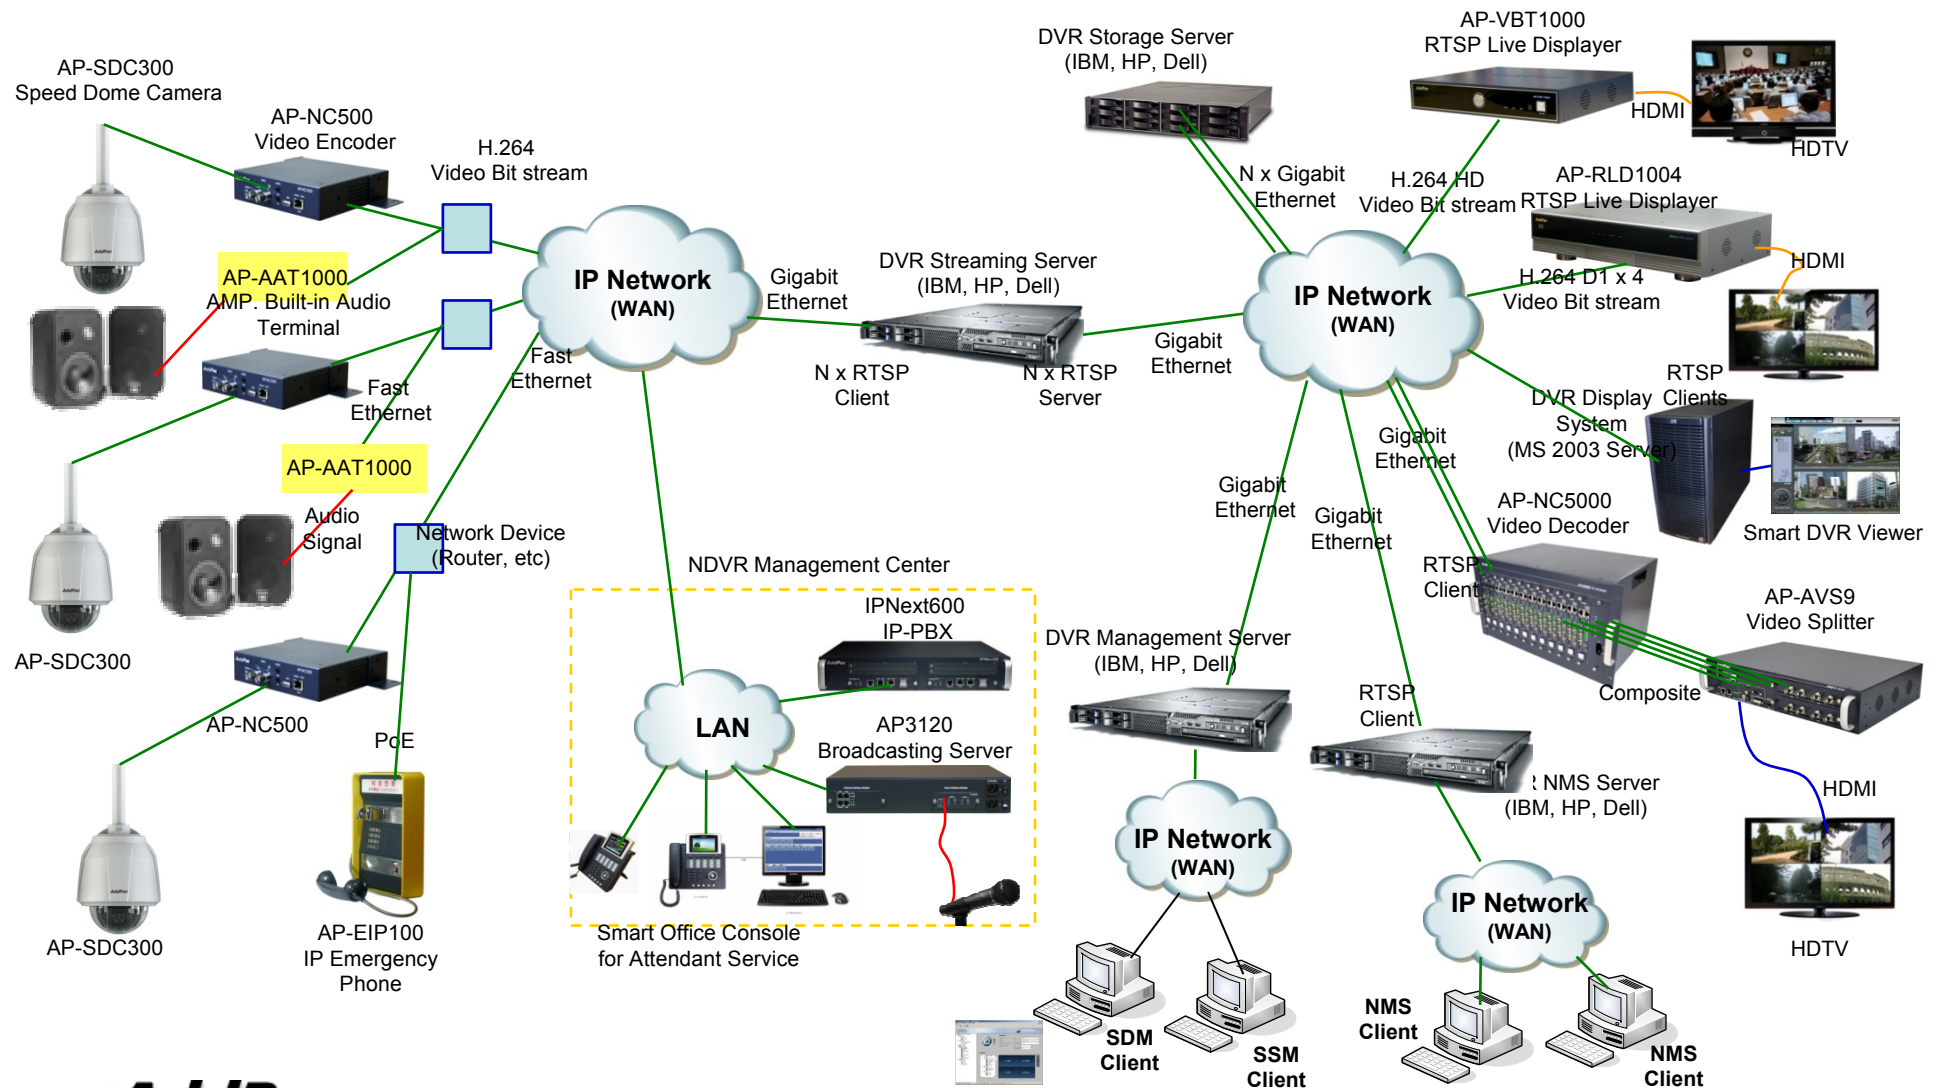 AP-SDC300
Speed Dome Camera
AP-NC500
Video Encoder
H.264
Video Bit stream
AP-AAT1000
AMP. Built-in Audio
Terminal
Fast
Ethernet
AP-AAT1000
Audio
Signal
AP-SDC300
AP-NC500
AP-SDC300
PoE
AP-EIP100
IP Emergency
Phone
Network Device
(Router, etc)
Fast
Ethernet
IP Network
(WAN)
Gigabit
Ethernet
DVR Streaming Server
(IBM, HP, Dell)
N x RTSP
Client
N x RTSP
Server
Gigabit
Ethernet
NDVR Management Center
IPNext600
IP-PBX
LAN
AP3120
Broadcasting Server
Smart Office Console
for Attendant Service
DVR Storage Server
(IBM, HP, Dell)
N x Gigabit
Ethernet
IP Network
(WAN)
AP-VBT1000
RTSP Live Displayer
HDMI
HDTV
H.264 HD
Video Bit stream
AP-RLD1004
RTSP Live Displayer
HDMI
H.264 D1 x 4
Video Bit stream
RTSP
Clients
DVR Display
System
(MS 2003 Server)
Smart DVR Viewer
Gigabit
Ethernet
AP-NC5000
Video Decoder
RTSP
Client
AP-AVS9
Video Splitter
Composite
HDMI
HDTV
Gigabit
Ethernet
Gigabit
Ethernet
DVR Management Server
(IBM, HP, Dell)
RTSP
Client
R NMS Server
(IBM, HP, Dell)
IP Network
(WAN)
IP Network
(WAN)
SDM
Client
SSM
Client
NMS
Client
NMS
Client